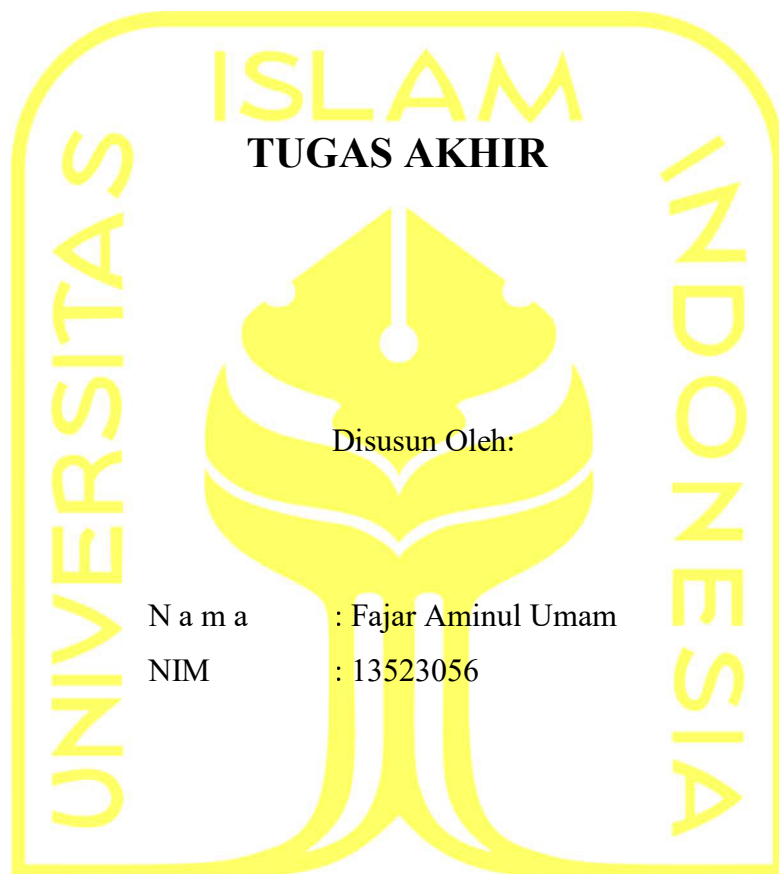 ISLAM
UNIVERSITAS
INDONESIA
TUGAS AKHIR
Disusun Oleh:
N a m a : Fajar Aminul Umam
NIM : 13523056